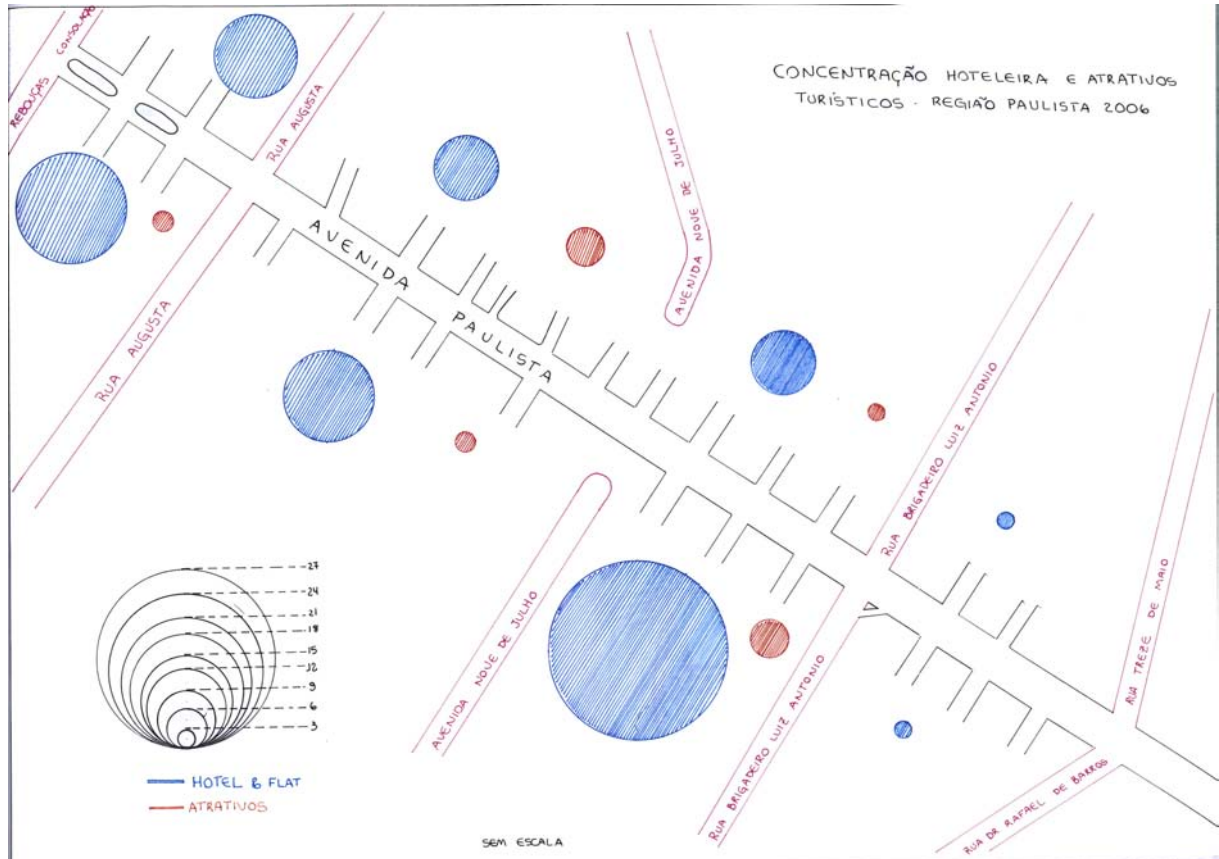 CONCENTRAÇÃO HOTELEIRA E ATRATIVOS
TURÍSTICOS - REGIÃO PAULISTA 2006
REBOUÇAS
CONSOLAÇÃO
RUA AUGUSTA
RUA AUGUSTA
AVENIDA PAULISTA
AVENIDA NOVE DE JULHO
AVENIDA NOVE DE JULHO
RUA BRIGADEIRO LUIZ ANTONIO
RUA BRIGADEIRO LUIZ ANTONIO
RUA TREZE DE MAIO
RUA DR RAFAEL DE BARROS
27
24
21
18
15
12
9
6
3
HOTEL & FLAT
ATRATIVOS
SEM ESCALA